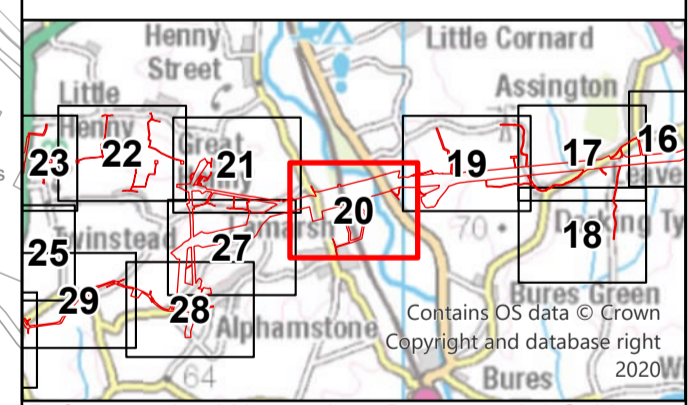 Henny
Street
Little Cornard
Little
Henny
Assington
Great
23
22
21
20
19
17
16
25
Twinstead
27
70
18
29
28
Alphamstone
64
Bures Green
Bures
Contains OS data © Crown
Copyright and database right
2020